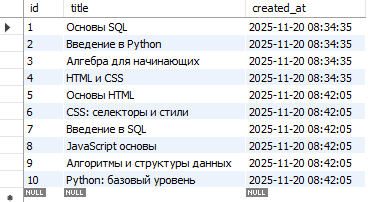 id title created_at
1 Основы SQL 2025-11-20 08:34:35
2 Введение в Python 2025-11-20 08:34:35
3 Алгебра для начинающих 2025-11-20 08:34:35
4 HTML и CSS 2025-11-20 08:34:35
5 Основы HTML 2025-11-20 08:42:05
6 CSS: селекторы и стили 2025-11-20 08:42:05
7 Введение в SQL 2025-11-20 08:42:05
8 JavaScript основы 2025-11-20 08:42:05
9 Алгоритмы и структуры данных 2025-11-20 08:42:05
10 Python: базовый уровень 2025-11-20 08:42:05
NULL NULL NULL